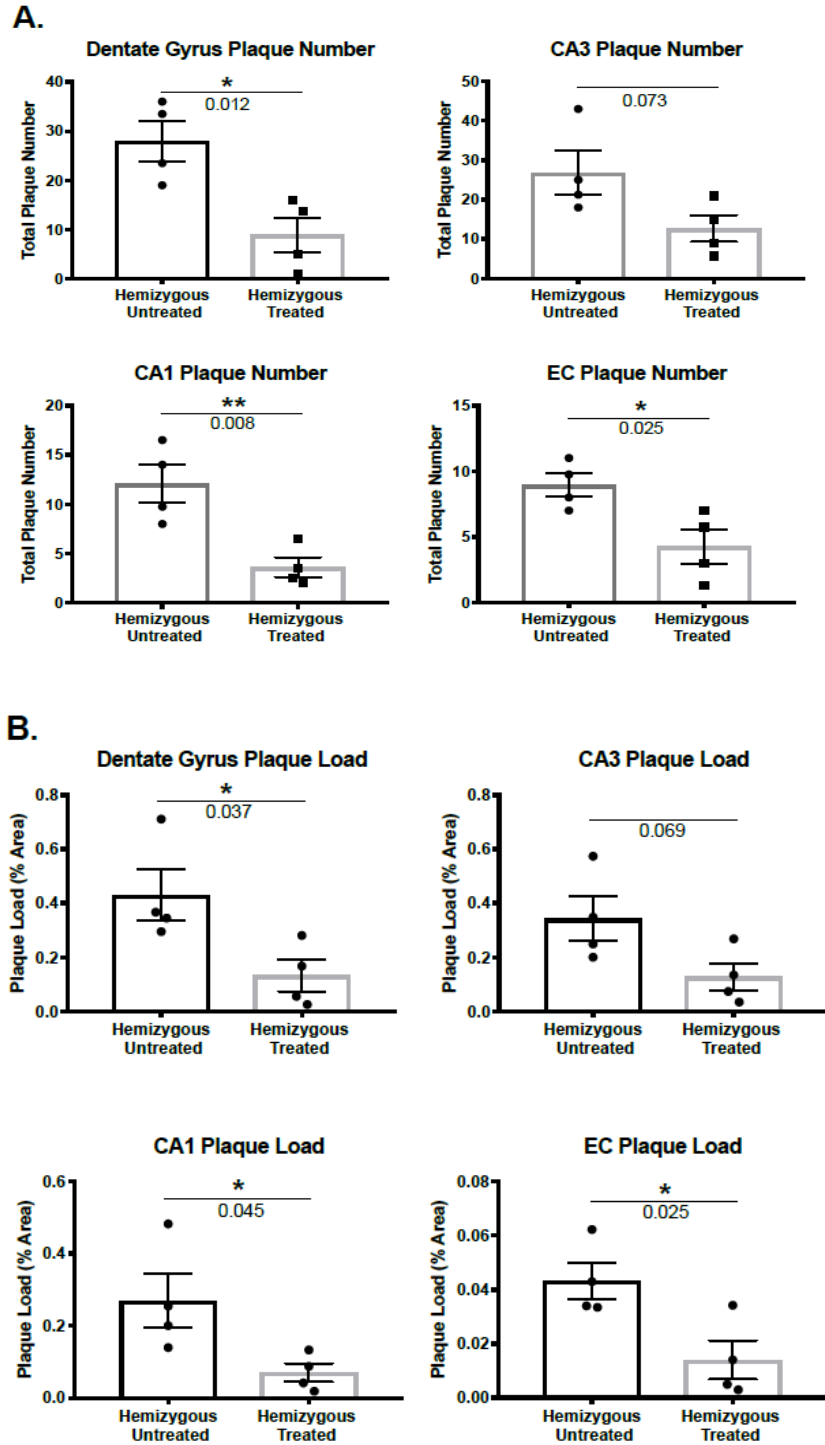 A.
Dentate Gyrus Plaque Number
Total Plaque Number
40
30
20
10
0
*
0.012
Hemizygous
Untreated
Hemizygous
Treated
CA3 Plaque Number
Total Plaque Number
50
40
30
20
10
0
0.073
Hemizygous
Untreated
Hemizygous
Treated
CA1 Plaque Number
Total Plaque Number
20
15
10
5
0
**
0.008
Hemizygous
Untreated
Hemizygous
Treated
EC Plaque Number
Total Plaque Number
15
10
5
0
*
0.025
Hemizygous
Untreated
Hemizygous
Treated
B.
Dentate Gyrus Plaque Load
Plaque Load (% Area)
0.8
0.6
0.4
0.2
0.0
*
0.037
Hemizygous
Untreated
Hemizygous
Treated
CA3 Plaque Load
Plaque Load (% Area)
0.8
0.6
0.4
0.2
0.0
0.069
Hemizygous
Untreated
Hemizygous
Treated
CA1 Plaque Load
Plaque Load (% Area)
0.6
0.4
0.2
0.0
*
0.045
Hemizygous
Untreated
Hemizygous
Treated
EC Plaque Load
Plaque Load (% Area)
0.08
0.06
0.04
0.02
0.00
*
0.025
Hemizygous
Untreated
Hemizygous
Treated